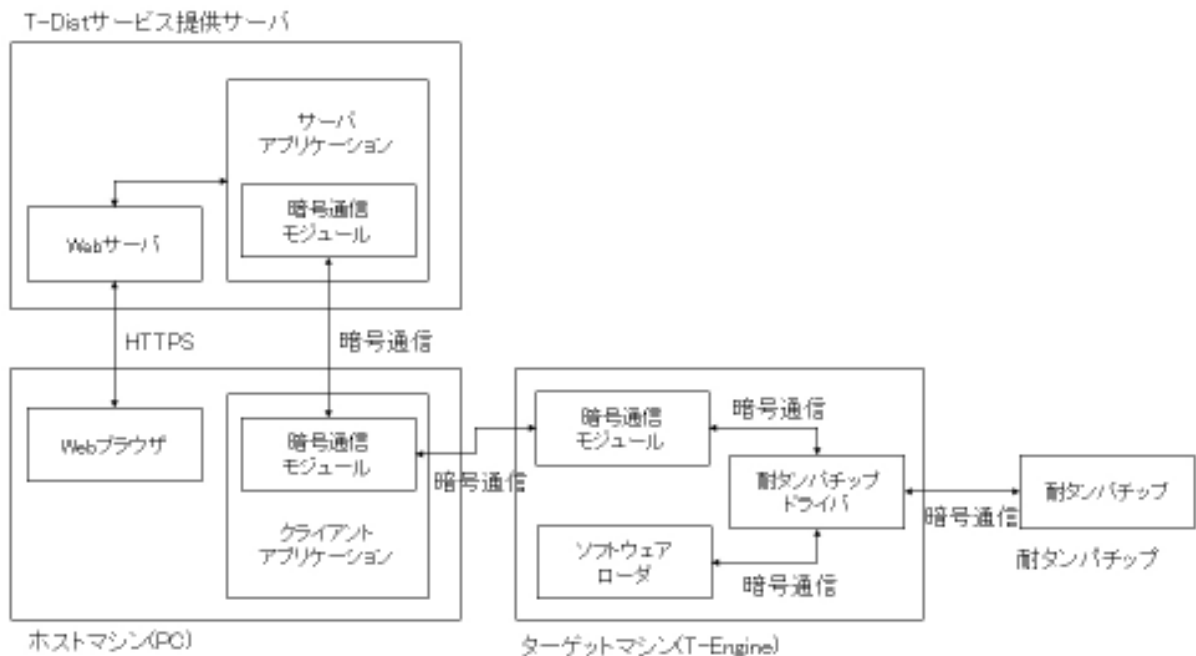 T-Distサービス提供サーバ
サーバ
アプリケーション
暗号通信
モジュール
Webサーバ
HTTPS
暗号通信
Webブラウザ
暗号通信
モジュール
クライアント
アプリケーション
暗号通信
暗号通信
モジュール
暗号通信
耐タンパチップ
ドライバ
ソフトウェア
ローダ
暗号通信
暗号通信
耐タンパチップ
耐タンパチップ
ホストマシン(PC)
ターゲットマシン(T-Engine)